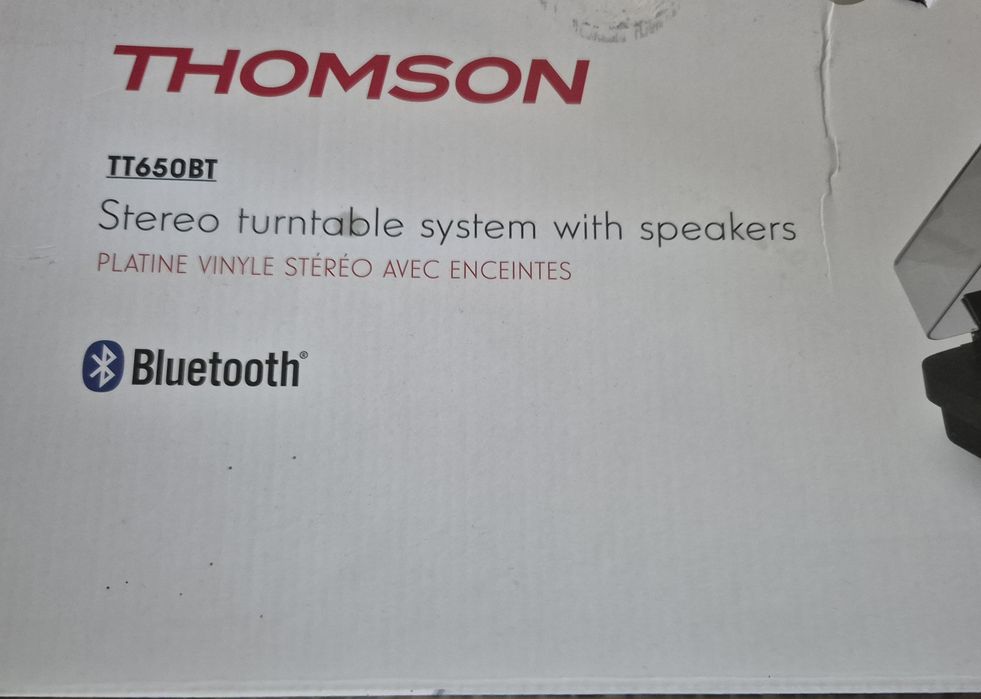 THOMSON
TT650BT
Stereo turntable system with speakers
PLATINE VINYLE STÉRÉO AVEC ENCEINTES
Bluetooth®